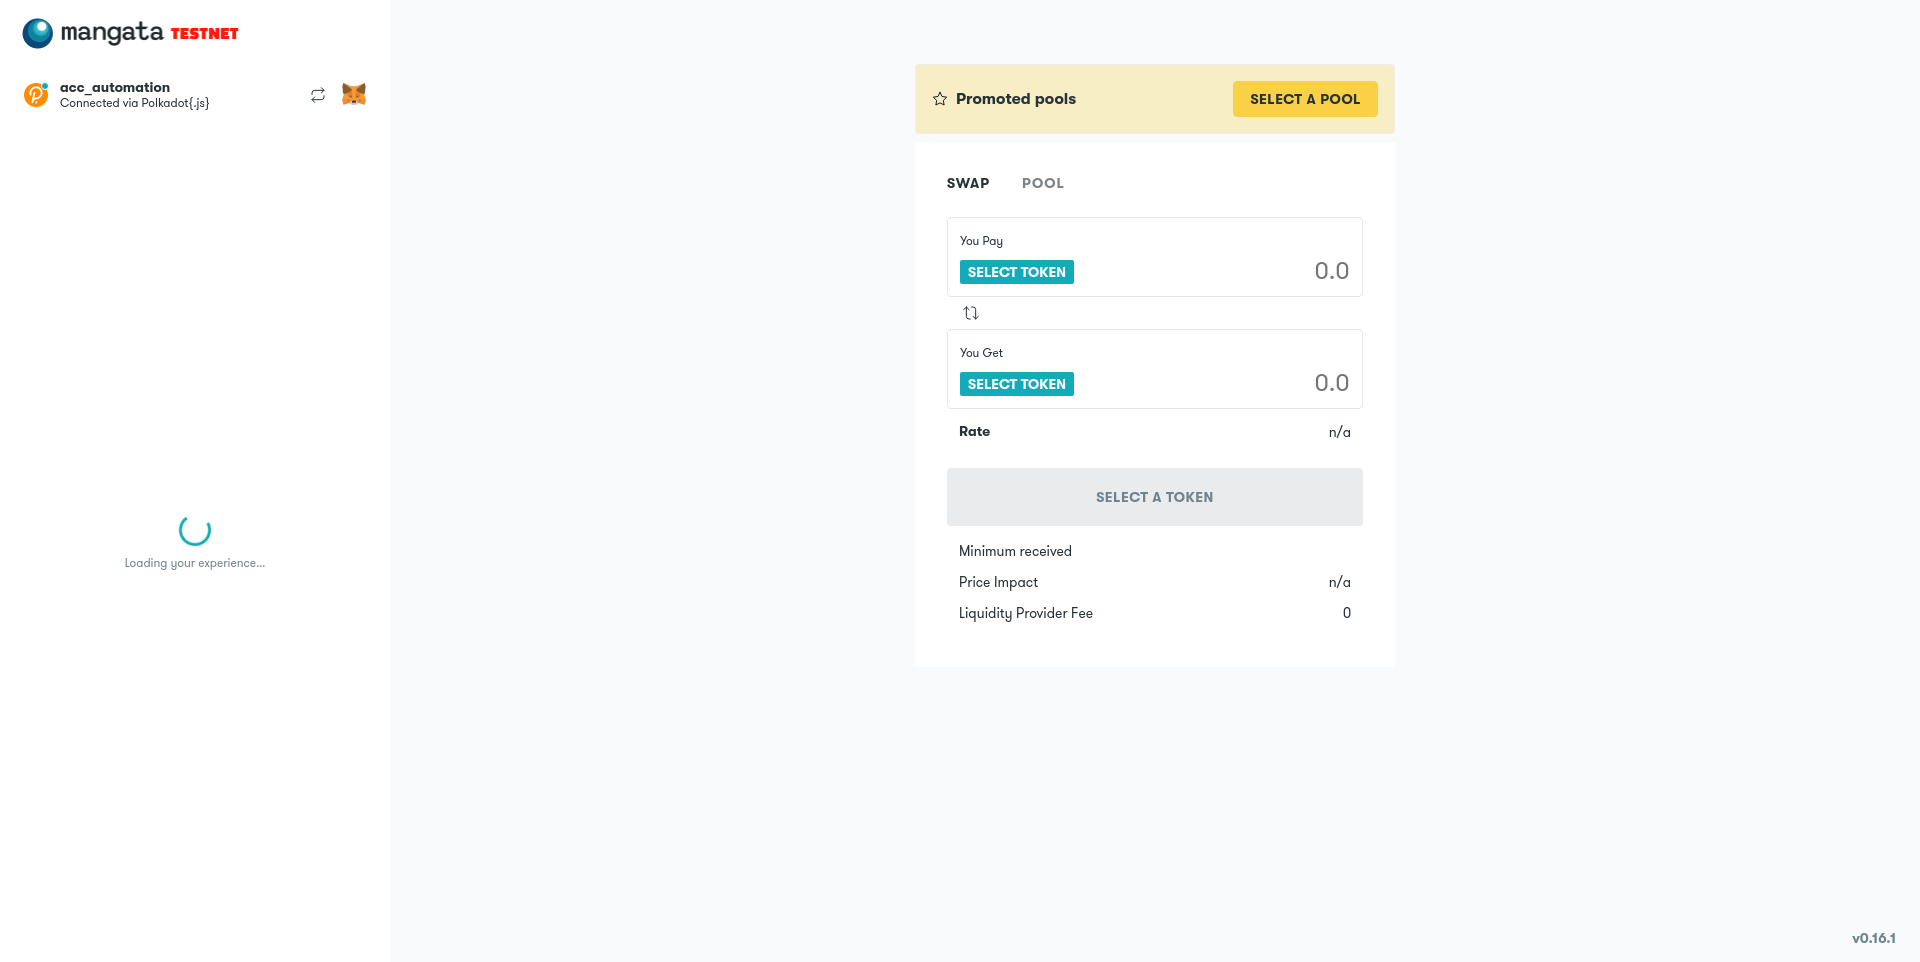 mangata TESTNET
acc_automation
Connected via Polkadot{.js}
Loading your experience...
Promoted pools
SELECT A POOL
SWAP POOL
You Pay
SELECT TOKEN 0.0
You Get
SELECT TOKEN 0.0
Rate n/a
SELECT A TOKEN
Minimum received
Price Impact n/a
Liquidity Provider Fee 0
v0.16.1